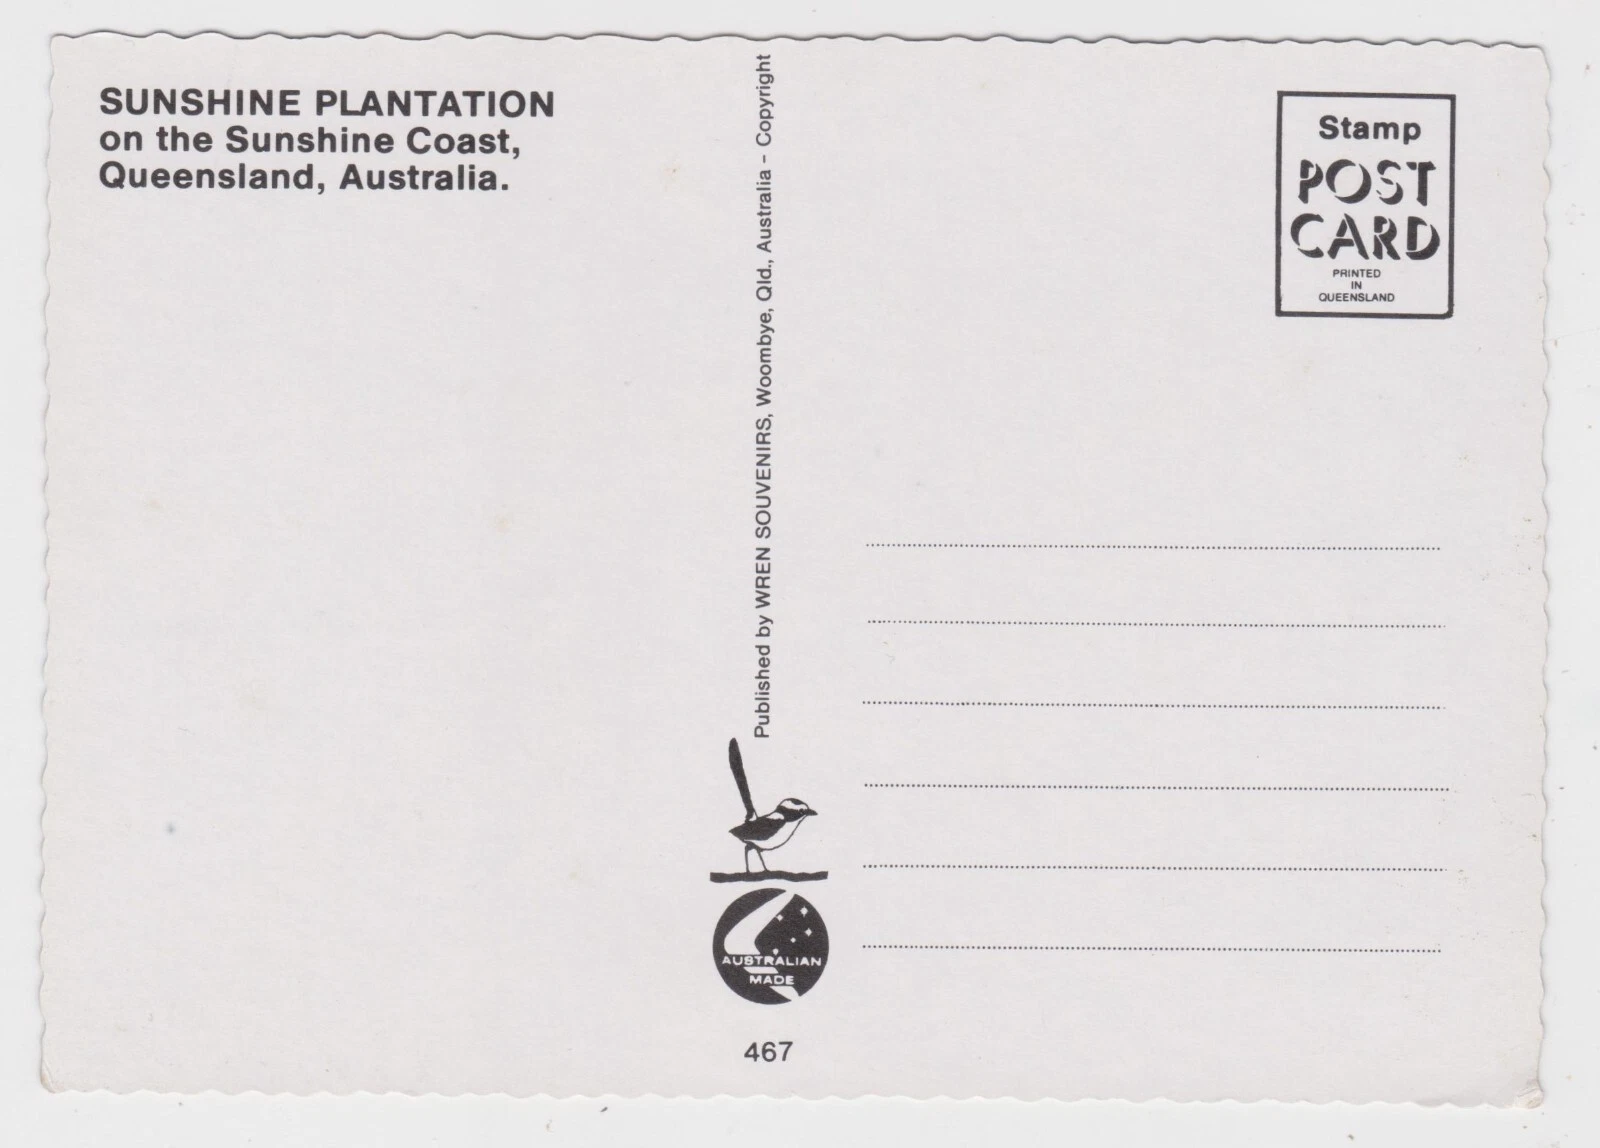 SUNSHINE PLANTATION
on the Sunshine Coast,
Queensland, Australia.
Published by WREN SOUVENIRS, Woombye, Qld., Australia - Copyright
Stamp
POST
CARD
PRINTED
IN
QUEENSLAND
AUSTRALIAN
MADE
467